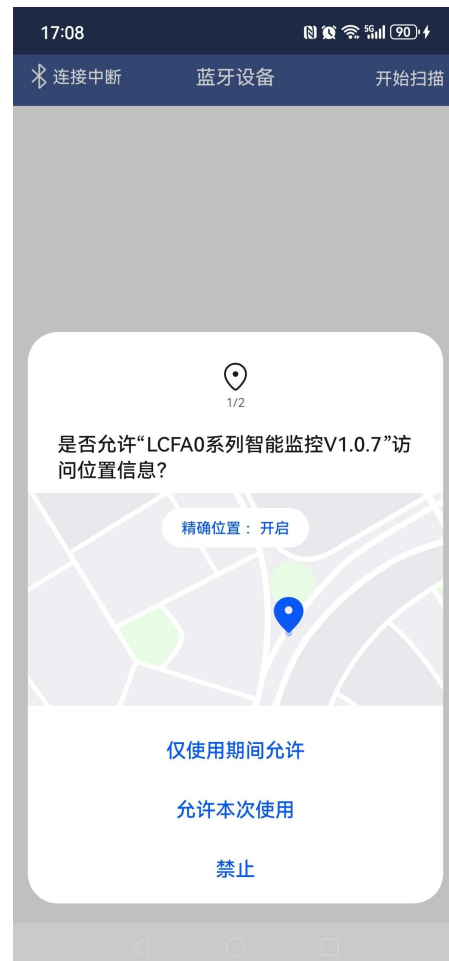 17:08
5G
90
连接中断
蓝牙设备
开始扫描
1/2
是否允许“LCFA0系列智能监控V1.0.7”访
问位置信息?
精确位置：开启
仅使用期间允许
允许本次使用
禁止